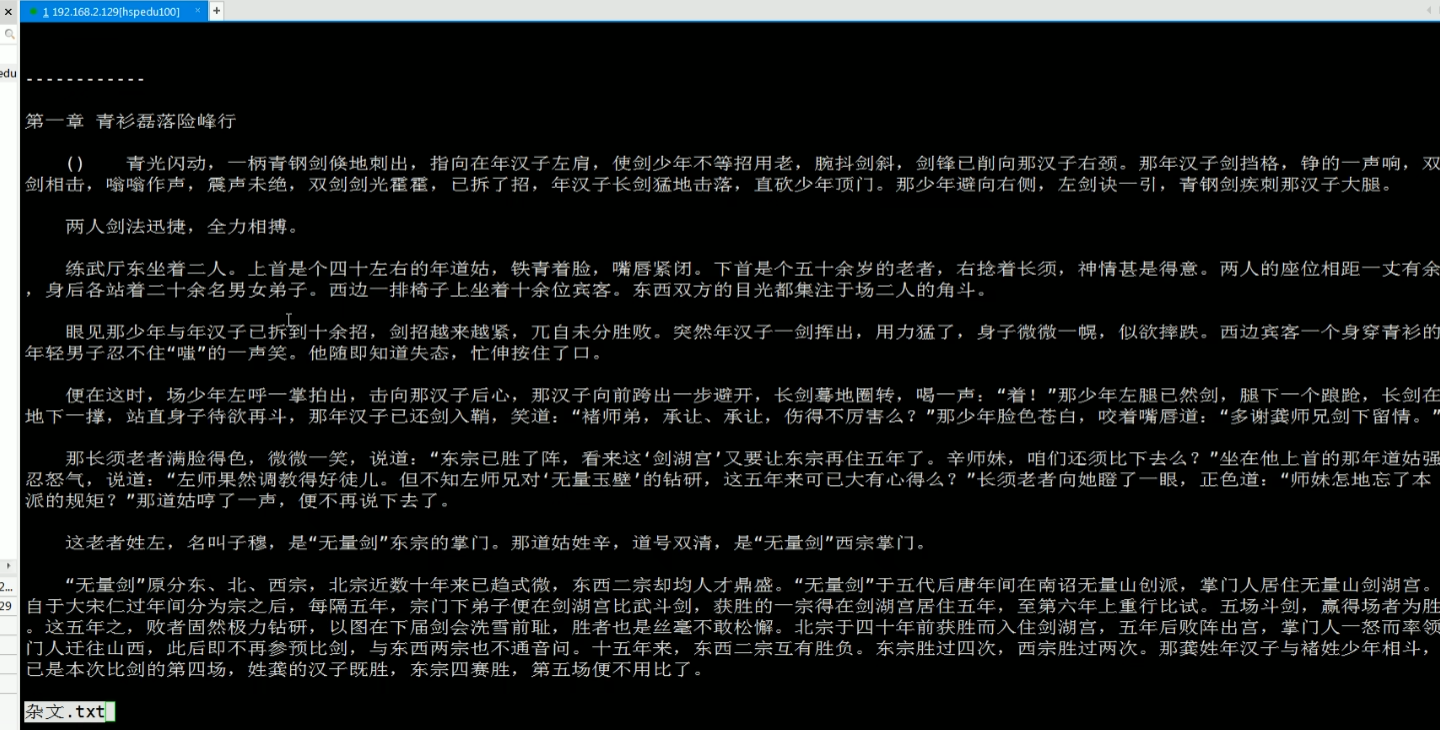 1 192.168.2.129[hspedu100]
× +
edu
------------
第一章 青衫磊落险峰行
() 青光闪动，一柄青钢剑倏地刺出，指向在年汉子左肩，使剑少年不等招用老，腕抖剑斜，剑锋已削向那汉子右颈。那年汉子剑挡格，铮的一声响，双
剑相击，嗡嗡作声，震声未绝，双剑剑光霍霍，已拆了招，年汉子长剑猛地击落，直砍少年顶门。那少年避向右侧，左剑诀一引，青钢剑疾刺那汉子大腿。
两人剑法迅捷，全力相搏。
练武厅东坐着二人。上首是个四十左右的年道姑，铁青着脸，嘴唇紧闭。下首是个五十余岁的老者，右捻着长须，神情甚是得意。两人的座位相距一丈有余
，身后各站着二十余名男女弟子。西边一排椅子上坐着十余位宾客。东西双方的目光都集注于场二人的角斗。
眼见那少年与年汉子已拆到十余招，剑招越来越紧，兀自未分胜败。突然年汉子一剑挥出，用力猛了，身子微微一幌，似欲摔跌。西边宾客一个身穿青衫的
年轻男子忍不住“嗤”的一声笑。他随即知道失态，忙伸按住了口。
便在这时，场少年左呼一掌拍出，击向那汉子后心，那汉子向前跨出一步避开，长剑蓦地圈转，喝一声：“着！”那少年左腿已然剑，腿下一个踉跄，长剑在
地下一撑，站直身子待欲再斗，那年汉子已还剑入鞘，笑道：“褚师弟，承让、承让，伤得不厉害么？”那少年脸色苍白，咬着嘴唇道：“多谢龚师兄剑下留情。”
那长须老者满脸得色，微微一笑，说道：“东宗已胜了阵，看来这‘剑湖宫’又要让东宗再住五年了。辛师妹，咱们还须比下去么？”坐在他上首的那年道姑强
忍怒气，说道：“左师果然调教得好徒儿。但不知左师兄对‘无量玉壁’的钻研，这五年来可已大有心得么？”长须老者向她瞪了一眼，正色道：“师妹怎地忘了本
派的规矩？”那道姑哼了一声，便不再说下去了。
这老者姓左，名叫子穆，是“无量剑”东宗的掌门。那道姑姓辛，道号双清，是“无量剑”西宗掌门。
“无量剑”原分东、北、西宗，北宗近数十年来已趋式微，东西二宗却均人才鼎盛。“无量剑”于五代后唐年间在南诏无量山创派，掌门人居住无量山剑湖宫。
自于大宋仁过年间分为宗之后，每隔五年，宗门下弟子便在剑湖宫比武斗剑，获胜的一宗得在剑湖宫居住五年，至第六年上重行比试。五场斗剑，赢得场者为胜
。这五年之，败者固然极力钻研，以图在下届剑会洗雪前耻，胜者也是丝毫不敢松懈。北宗于四十年前获胜而入住剑湖宫，五年后败阵出宫，掌门人一怒而率领
门人迁往山西，此后即不再参预比剑，与东西两宗也不通音问。十五年来，东西二宗互有胜负。东宗胜过四次，西宗胜过两次。那龚姓年汉子与褚姓少年相斗，
已是本次比剑的第四场，姓龚的汉子既胜，东宗四赛胜，第五场便不用比了。
2...
29
杂文.txt